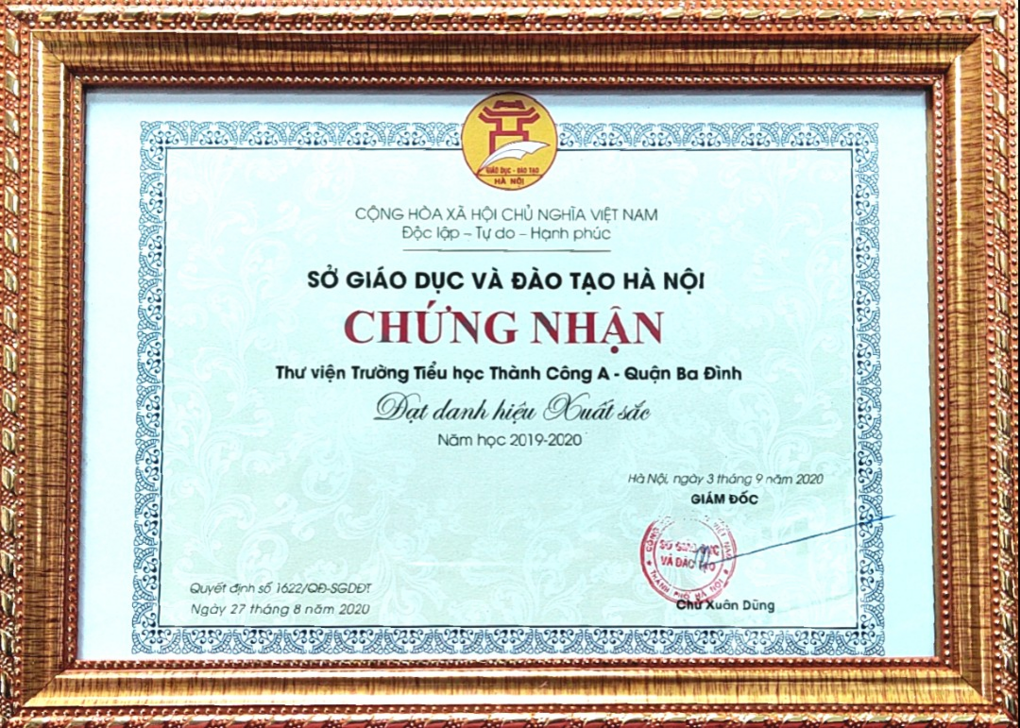 GIÁO DỤC - ĐÀO TẠO
HÀ NỘI
CỘNG HÒA XÃ HỘI CHỦ NGHĨA VIỆT NAM
Độc lập – Tự do – Hạnh phúc
SỞ GIÁO DỤC VÀ ĐÀO TẠO HÀ NỘI
CHỨNG NHẬN
Thư viện Trường Tiểu học Thành Công A - Quận Ba Đình
Đạt danh hiệu Xuất sắc
Năm học 2019-2020
Hà Nội, ngày 3 tháng 9 năm 2020
GIÁM ĐỐC
SỞ GIÁO DỤC
VÀ ĐÀO TẠO
THÀNH PHỐ HÀ NỘI
Chử Xuân Dũng
Quyết định số 1622/QĐ-SGDĐT
Ngày 27 tháng 8 năm 2020